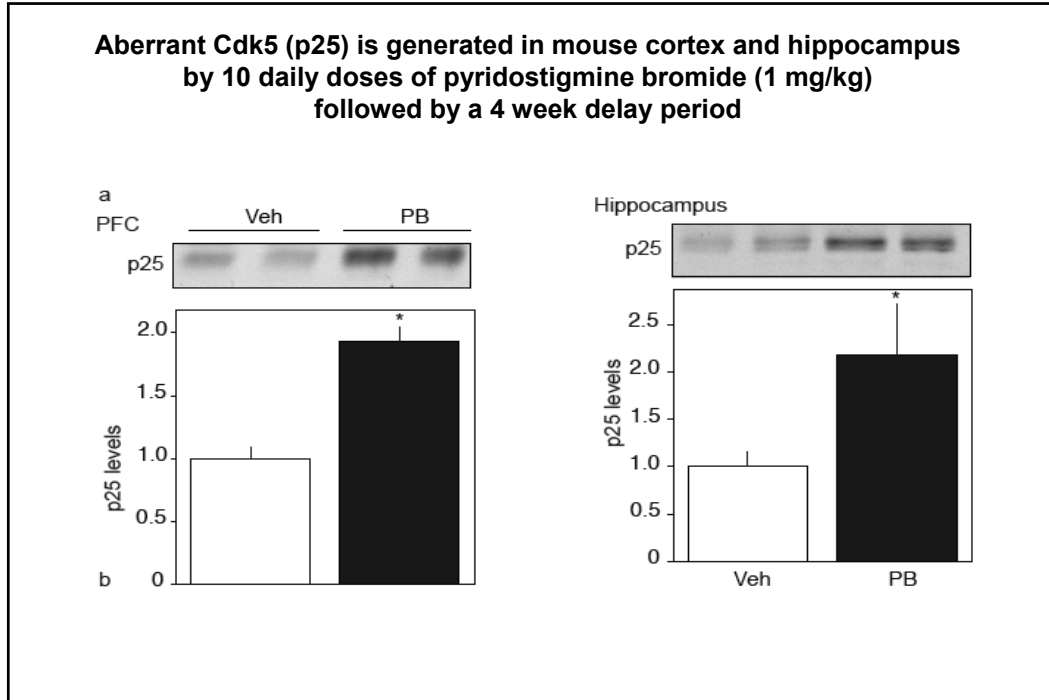 Aberrant Cdk5 (p25) is generated in mouse cortex and hippocampus
by 10 daily doses of pyridostigmine bromide (1 mg/kg)
followed by a 4 week delay period
a
PFC
Veh
PB
p25
2.0
1.5
1.0
0.5
0
p25 levels
*
b
Hippocampus
p25
2.5
2.0
1.5
1.0
0.5
0
p25 levels
*
Veh
PB